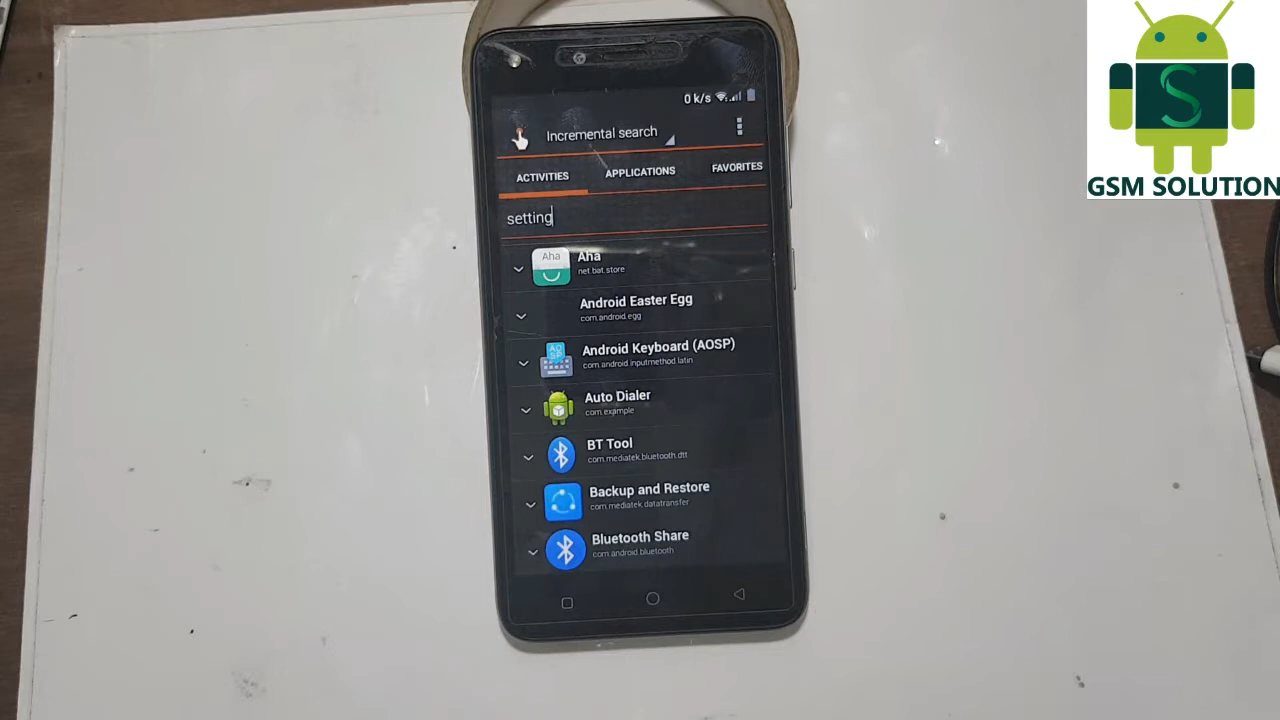 0 k/s
Incremental search
ACTIVITIES APPLICATIONS FAVORITES
setting
Aha
Aha
net.bat.store
Android Easter Egg
com.android.egg
Android Keyboard (AOSP)
com.android.inputmethod.latin
Auto Dialer
com.example
BT Tool
com.mediatek.bluetooth.dtt
Backup and Restore
com.mediatek.datatransfer
Bluetooth Share
com.android.bluetooth
S
GSM SOLUTION